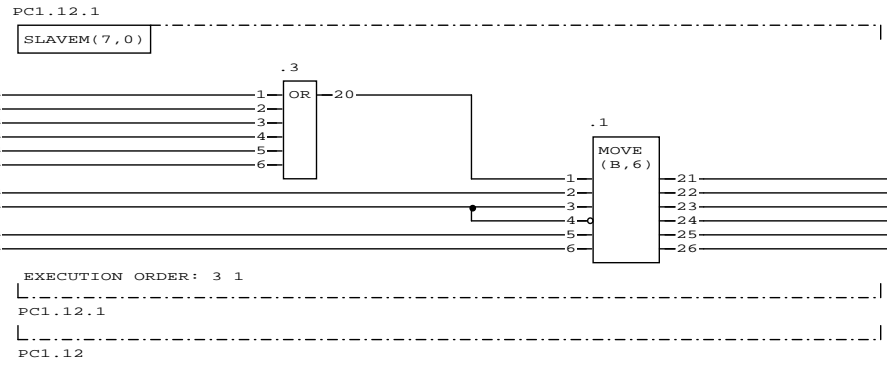 PC1.12.1
SLAVEM(7,0)
.3
1 OR 20
2
3
4
5
6
.1
MOVE
(B,6)
1 21
2 22
3 23
4 24
5 25
6 26
EXECUTION ORDER: 3 1
PC1.12.1
PC1.12